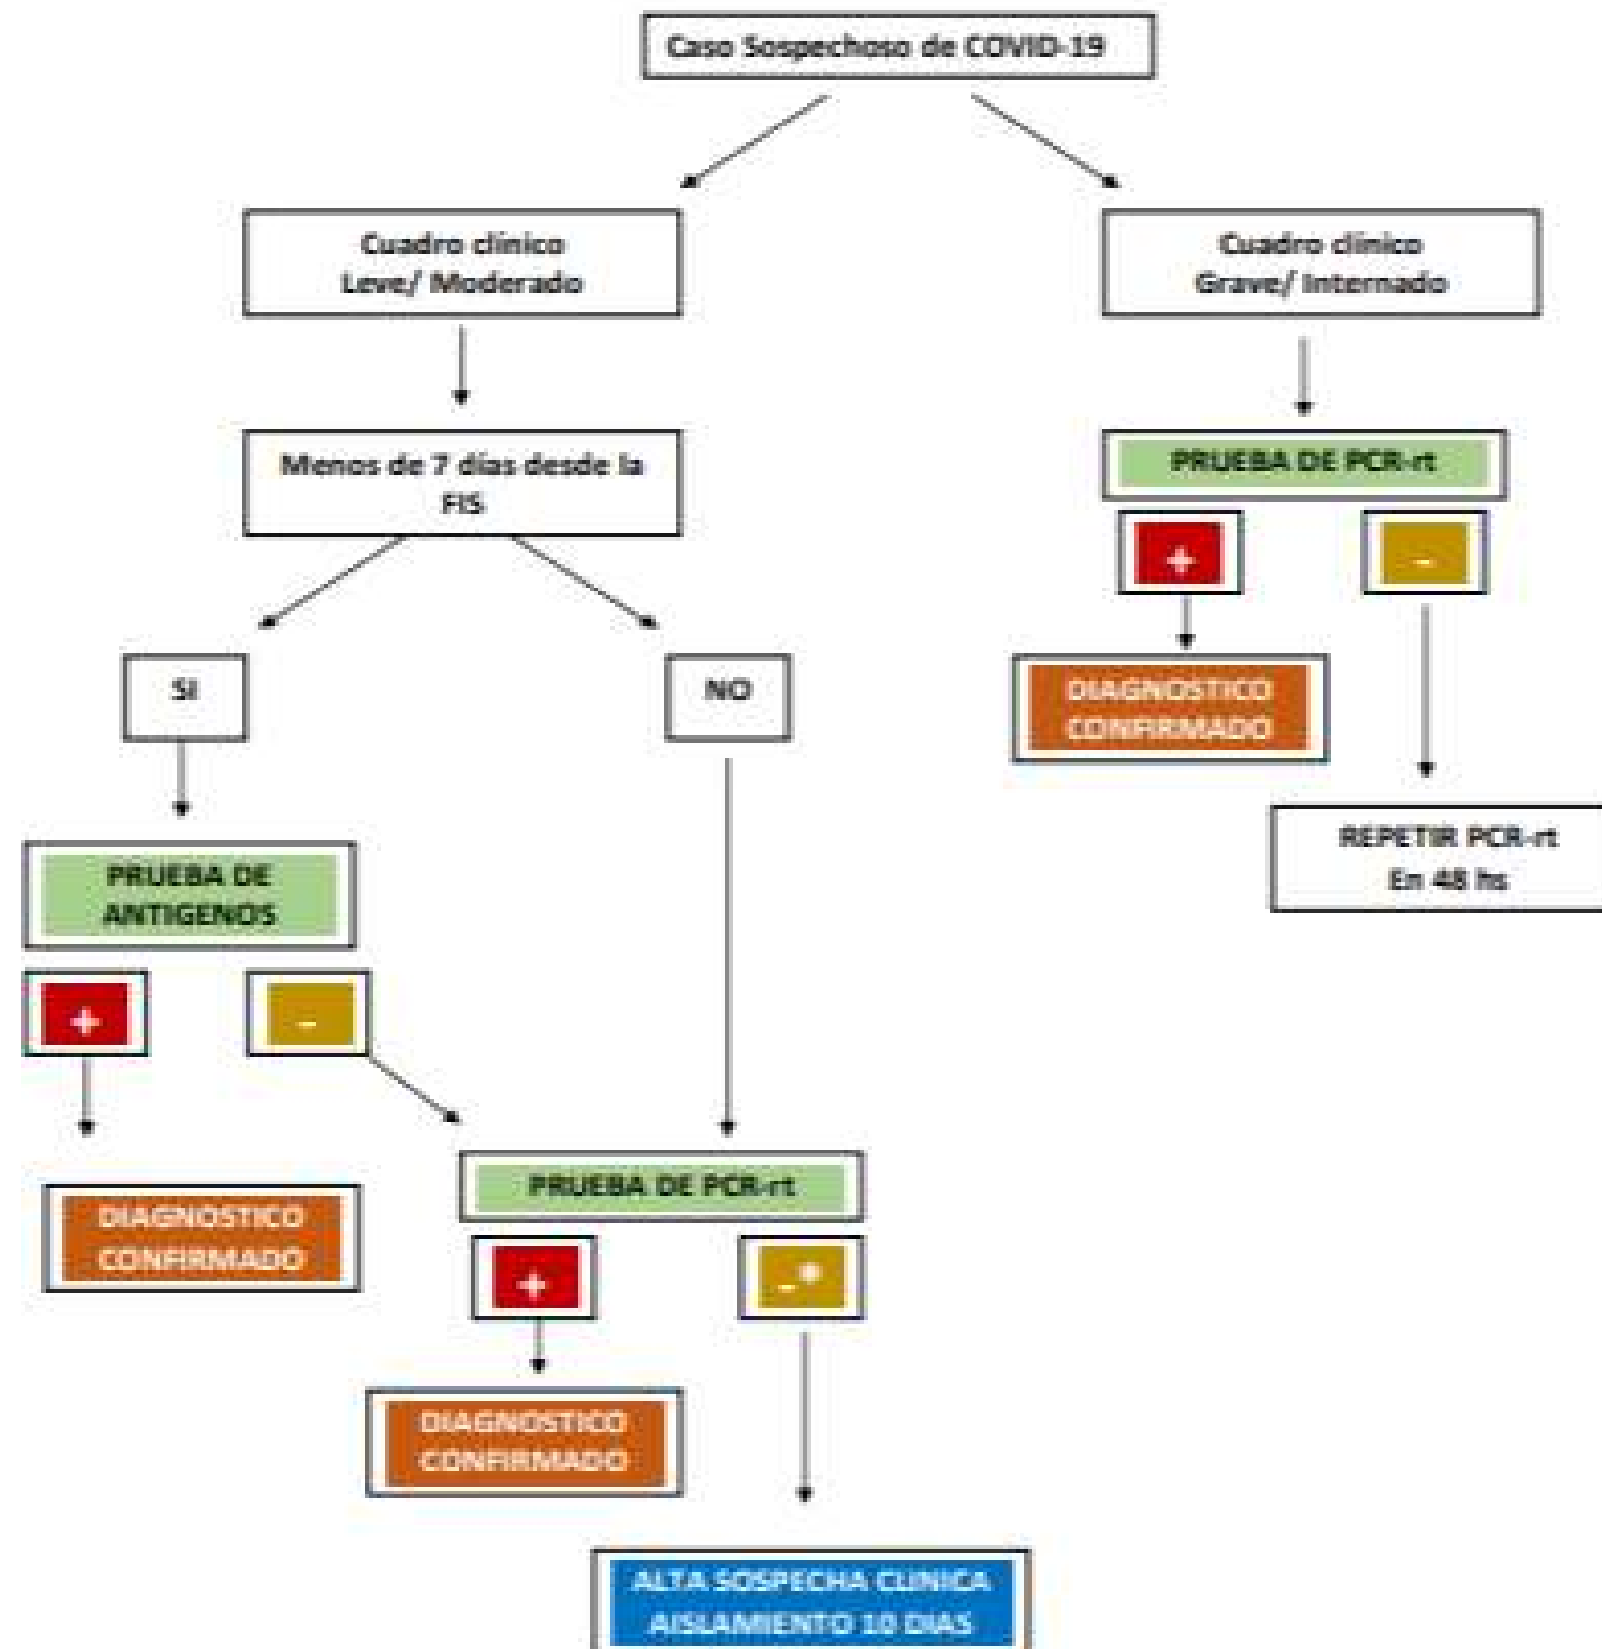 Caso Sospechoso de COVID-19
Cuadro clínico
Leve/ Moderado
Cuadro clínico
Grave/ Internado
Menos de 7 días desde la
FIS
PRUEBA DE PCR-rt
+
-
SI
NO
DIAGNOSTICO
CONFIRMADO
REPETIR PCR-rt
En 48 hs
PRUEBA DE
ANTIGENOS
+
-
PRUEBA DE PCR-rt
DIAGNOSTICO
CONFIRMADO
+
-*
DIAGNOSTICO
CONFIRMADO
ALTA SOSPECHA CLINICA
AISLAMIENTO 10 DIAS